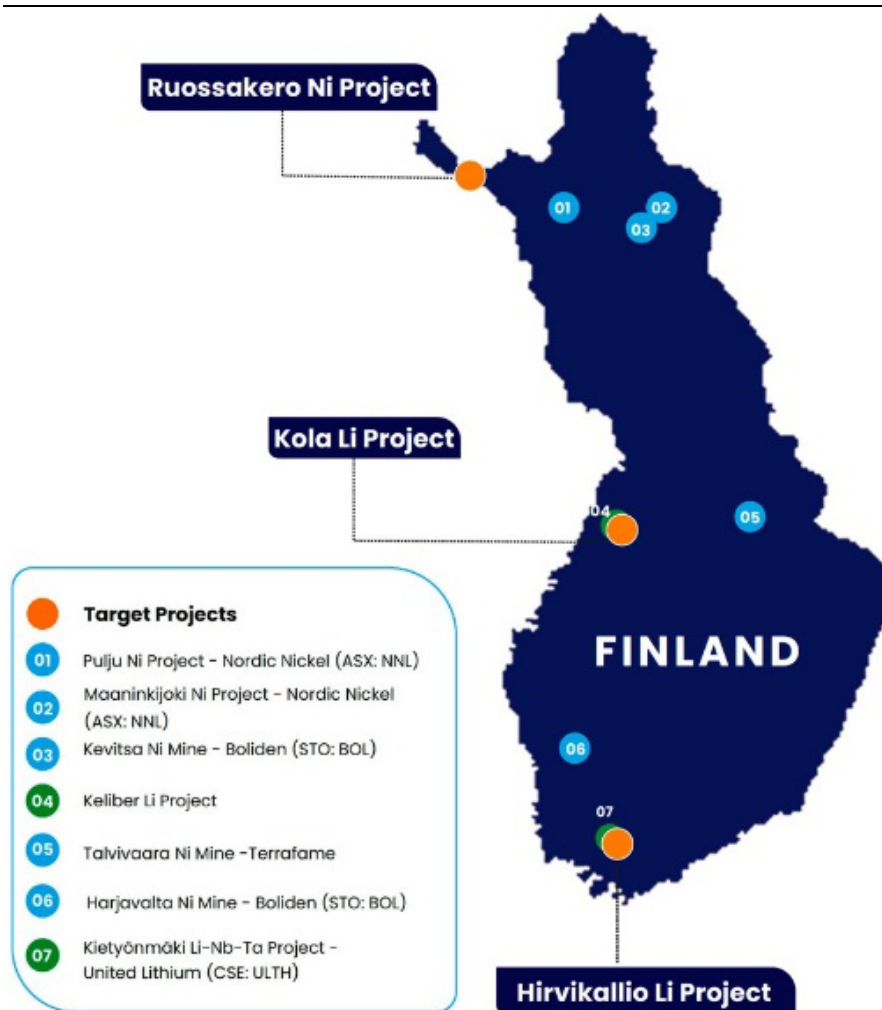 Ruossakero Ni Project
01
02
03
Kola Li Project
04
05
FINLAND
06
07
Hirvikallio Li Project
Target Projects
01 Pulju Ni Project - Nordic Nickel (ASX: NNL)
02 Maaninkijoki Ni Project - Nordic Nickel
(ASX: NNL)
03 Kevitsa Ni Mine - Boliden (STO: BOL)
04 Keliber Li Project
05 Talvivaara Ni Mine -Terrafame
06 Harjavalta Ni Mine - Boliden (STO: BOL)
07 Kietyönmäki Li-Nb-Ta Project -
United Lithium (CSE: ULTH)